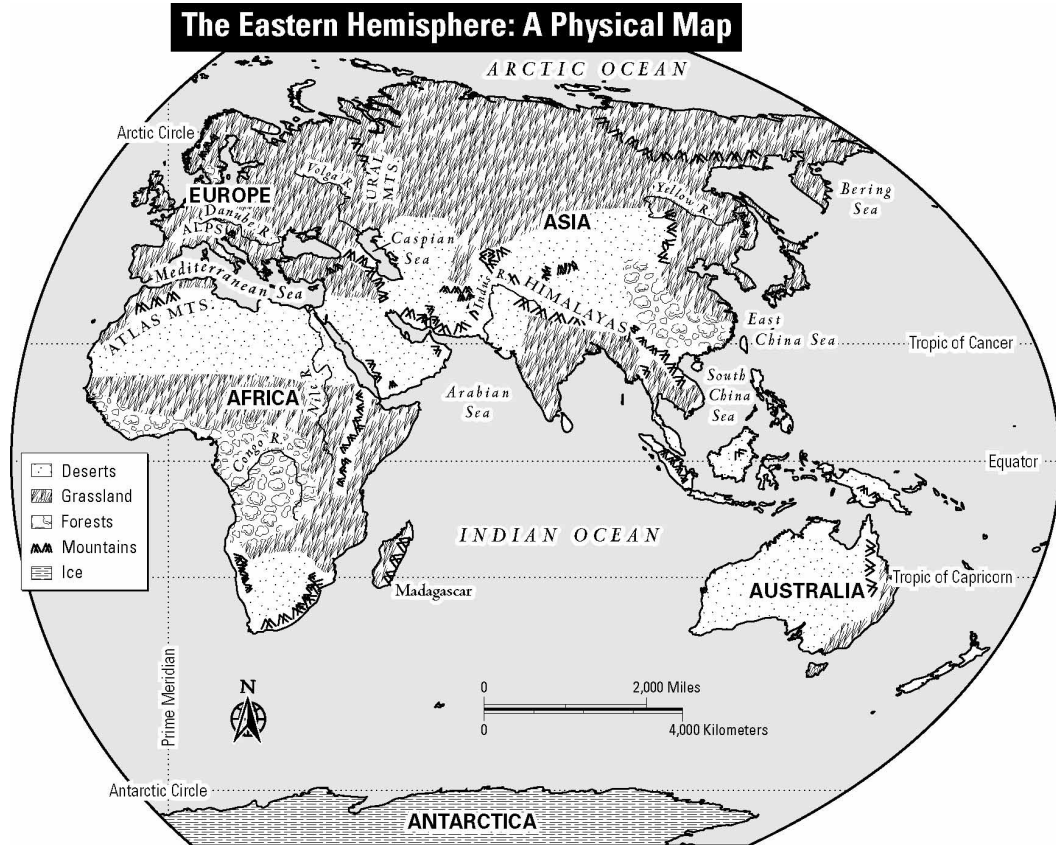 The Eastern Hemisphere: A Physical Map
ARCTIC OCEAN
Arctic Circle
Volga R.
URAL
MTS.
EUROPE
Danube R.
ALPS
Yellow R.
Bering
Sea
ASIA
Caspian
Sea
Mediterranean Sea
Indus R.
HIMALAYAS
ATLAS MTS.
East
China Sea
Tropic of Cancer
Nile R.
AFRICA
Arabian
Sea
South
China
Sea
Congo R.
Equator
Deserts
Grassland
Forests
Mountains
Ice
INDIAN OCEAN
Madagascar
AUSTRALIA
Tropic of Capricorn
Prime Meridian
N
0
2,000 Miles
0
4,000 Kilometers
Antarctic Circle
ANTARCTICA